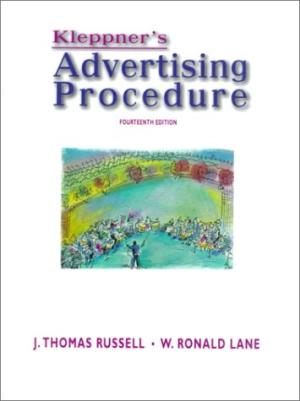 Kleppner's
Advertising
Procedure
FOURTEENTH EDITION
J. THOMAS RUSSELL • W. RONALD LANE